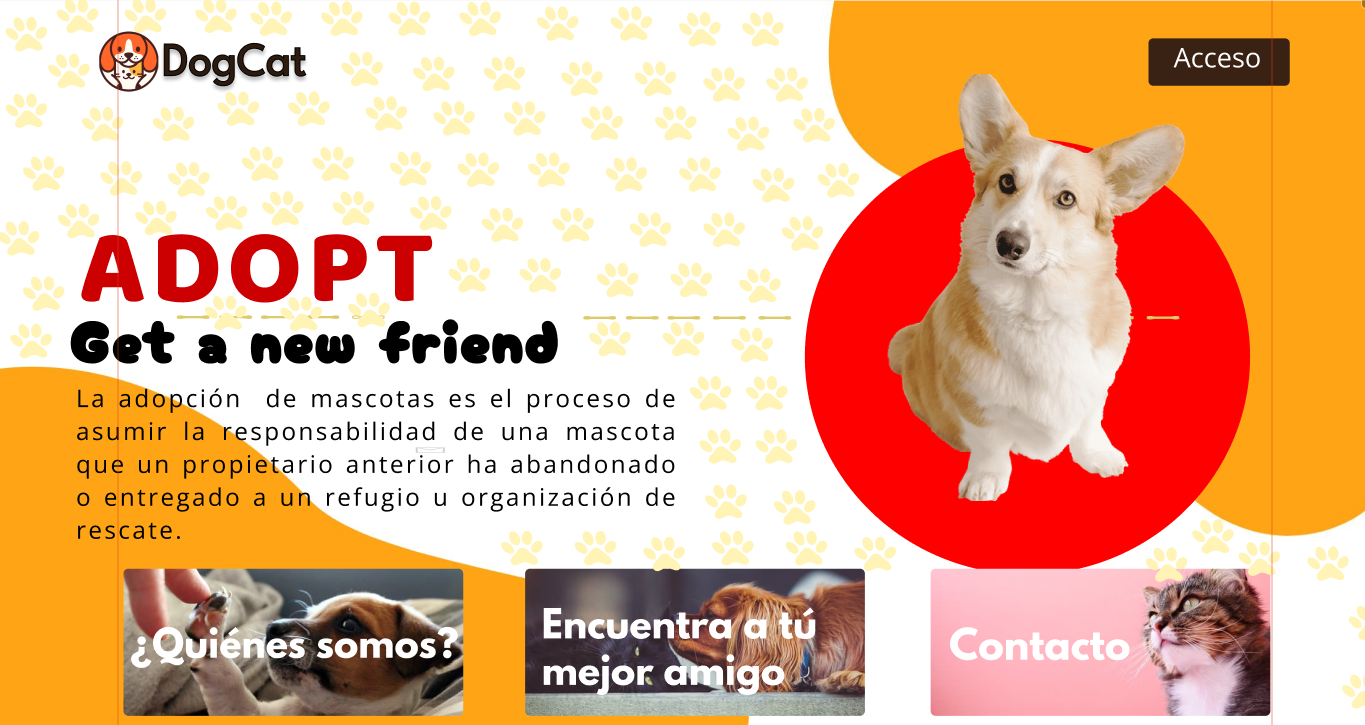 DogCat
Acceso
ADOPT
Get a new friend
La adopción de mascotas es el proceso de
asumir la responsabilidad de una mascota
que un propietario anterior ha abandonado
o entregado a un refugio u organización de
rescate.
¿Quiénes somos?
Encuentra a tú
mejor amigo
Contacto